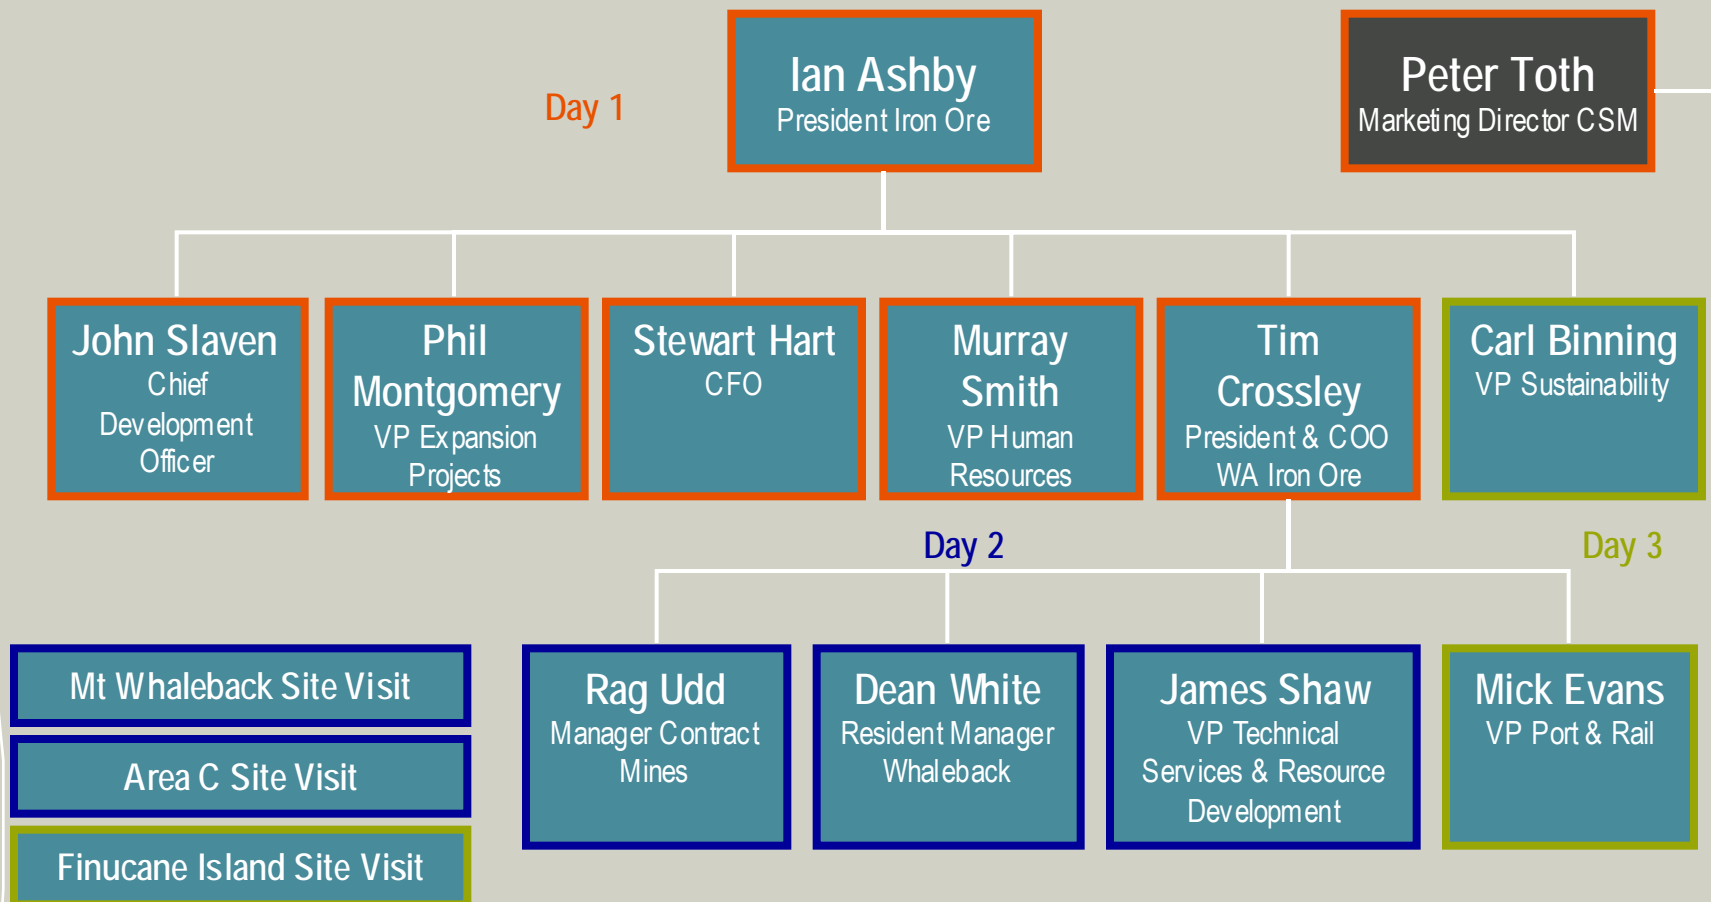 Ian Ashby
President Iron Ore
Peter Toth
Marketing Director CSM
Day 1
John Slaven
Chief
Development
Officer
Phil
Montgomery
VP Expansion
Projects
Stewart Hart
CFO
Murray
Smith
VP Human
Resources
Tim
Crossley
President & COO
WA Iron Ore
Carl Binning
VP Sustainability
Day 2
Day 3
Mt Whaleback Site Visit
Area C Site Visit
Finucane Island Site Visit
Rag Udd
Manager Contract
Mines
Dean White
Resident Manager
Whaleback
James Shaw
VP Technical
Services & Resource
Development
Mick Evans
VP Port & Rail